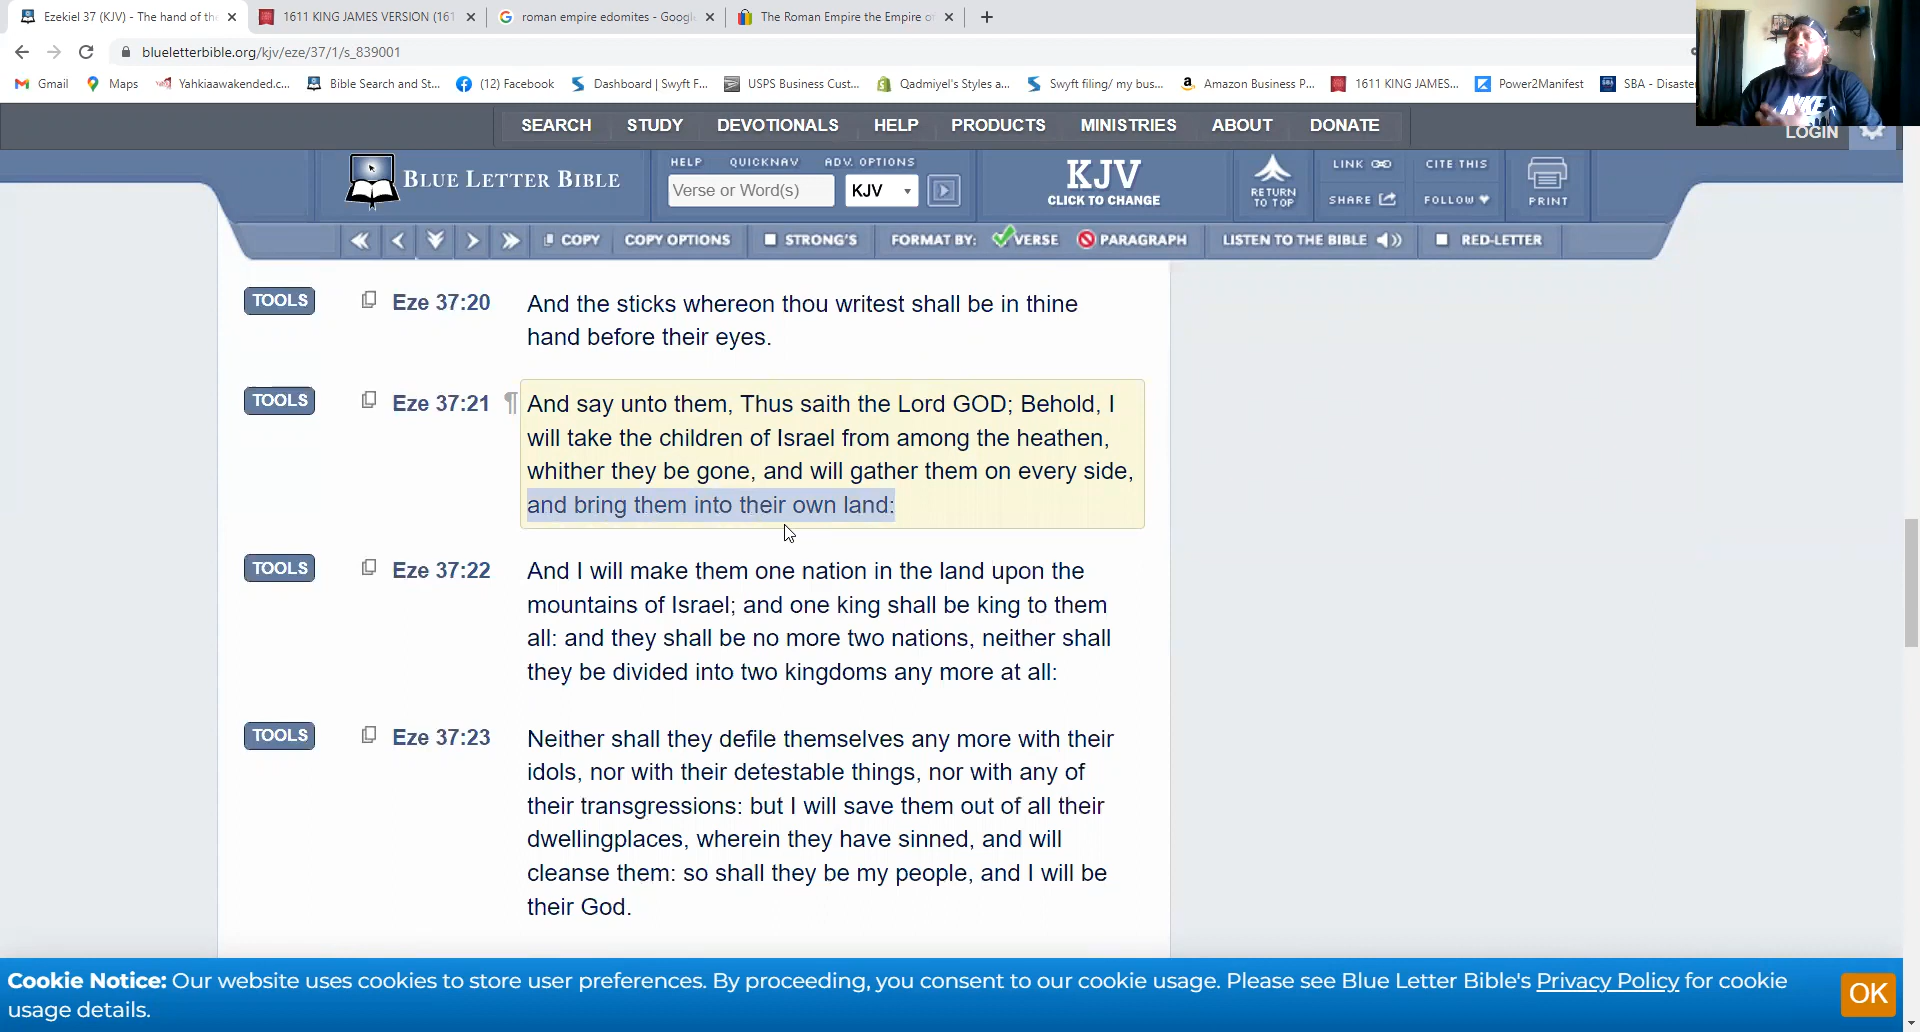 Ezekiel 37 (KJV) - The hand of the
1611 KING JAMES VERSION (161
roman empire edomites - Googl
The Roman Empire the Empire o
blueletterbible.org/kjv/eze/37/1/s_839001
Gmail
Maps
Yahkiaawakended.c...
Bible Search and St...
(12) Facebook
Dashboard | Swyft F...
USPS Business Cust...
Qadmiyel's Styles a...
Swyft filing/ my bus...
Amazon Business P...
1611 KING JAMES...
Power2Manifest
SBA - Disaste
NIKE
SEARCH STUDY DEVOTIONALS HELP PRODUCTS MINISTRIES ABOUT DONATE
LOGIN
BLUE LETTER BIBLE
HELP QUICKNAV ADV. OPTIONS
Verse or Word(s)
KJV
KJV
CLICK TO CHANGE
RETURN
TO TOP
LINK
CITE THIS
SHARE
FOLLOW
PRINT
COPY
COPY OPTIONS
STRONG'S
FORMAT BY:
VERSE
PARAGRAPH
LISTEN TO THE BIBLE
RED-LETTER
TOOLS
Eze 37:20
And the sticks whereon thou writest shall be in thine
hand before their eyes.
TOOLS
Eze 37:21
¶
And say unto them, Thus saith the Lord GOD; Behold, I
will take the children of Israel from among the heathen,
whither they be gone, and will gather them on every side,
and bring them into their own land:
TOOLS
Eze 37:22
And I will make them one nation in the land upon the
mountains of Israel; and one king shall be king to them
all: and they shall be no more two nations, neither shall
they be divided into two kingdoms any more at all:
TOOLS
Eze 37:23
Neither shall they defile themselves any more with their
idols, nor with their detestable things, nor with any of
their transgressions: but I will save them out of all their
dwellingplaces, wherein they have sinned, and will
cleanse them: so shall they be my people, and I will be
their God.
Cookie Notice: Our website uses cookies to store user preferences. By proceeding, you consent to our cookie usage. Please see Blue Letter Bible's Privacy Policy for cookie
usage details.
OK